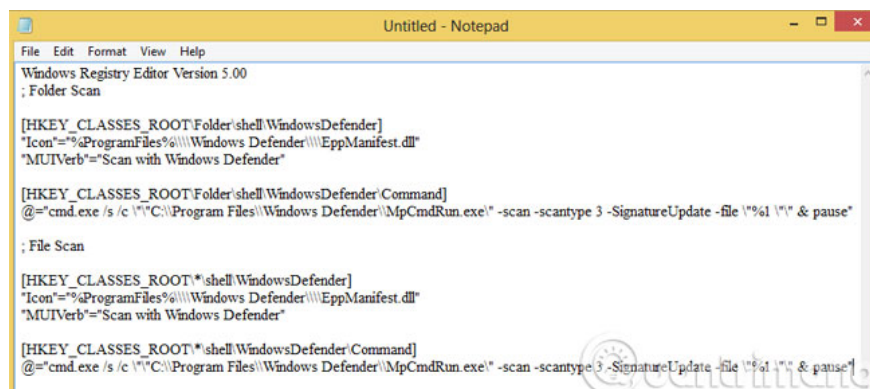 Untitled - Notepad
File Edit Format View Help
Windows Registry Editor Version 5.00
; Folder Scan
[HKEY_CLASSES_ROOT\Folder\shell\WindowsDefender]
"Icon"="%ProgramFiles%\\\\Windows Defender\\\\EppManifest.dll"
"MUIVerb"="Scan with Windows Defender"
[HKEY_CLASSES_ROOT\Folder\shell\WindowsDefender\Command]
@="cmd.exe /s /c \"\"C:\\Program Files\\Windows Defender\\MpCmdRun.exe\" -scan -scantype 3 -SignatureUpdate -file \"%1 \"\" & pause"
; File Scan
[HKEY_CLASSES_ROOT\*\shell\WindowsDefender]
"Icon"="%ProgramFiles%\\\\Windows Defender\\\\EppManifest.dll"
"MUIVerb"="Scan with Windows Defender"
[HKEY_CLASSES_ROOT\*\shell\WindowsDefender\Command]
@="cmd.exe /s /c \"\"C:\\Program Files\\Windows Defender\\MpCmdRun.exe\" -scan -scantype 3 -SignatureUpdate -file \"%1 \"\" & pause"